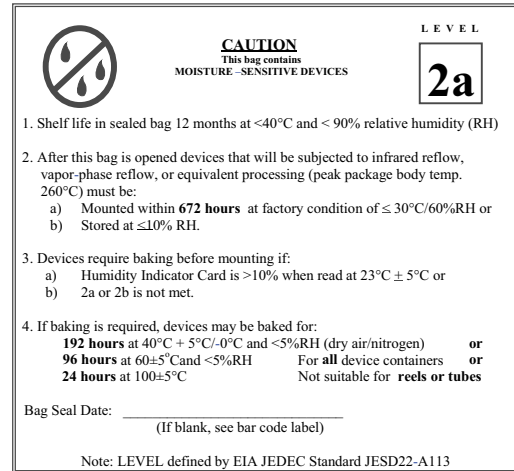 LEVEL
CAUTION
This bag contains
MOISTURE –SENSITIVE DEVICES
2a
1. Shelf life in sealed bag 12 months at <40°C and < 90% relative humidity (RH)
2. After this bag is opened devices that will be subjected to infrared reflow,
vapor-phase reflow, or equivalent processing (peak package body temp.
260°C) must be:
a) Mounted within 672 hours at factory condition of ≤ 30°C/60%RH or
b) Stored at ≤10% RH.
3. Devices require baking before mounting if:
a) Humidity Indicator Card is >10% when read at 23°C ± 5°C or
b) 2a or 2b is not met.
4. If baking is required, devices may be baked for:
192 hours at 40°C + 5°C/-0°C and <5%RH (dry air/nitrogen) or
96 hours at 60±5°Cand <5%RH For all device containers or
24 hours at 100±5°C Not suitable for reels or tubes
Bag Seal Date: ______________________________
(If blank, see bar code label)
Note: LEVEL defined by EIA JEDEC Standard JESD22-A113